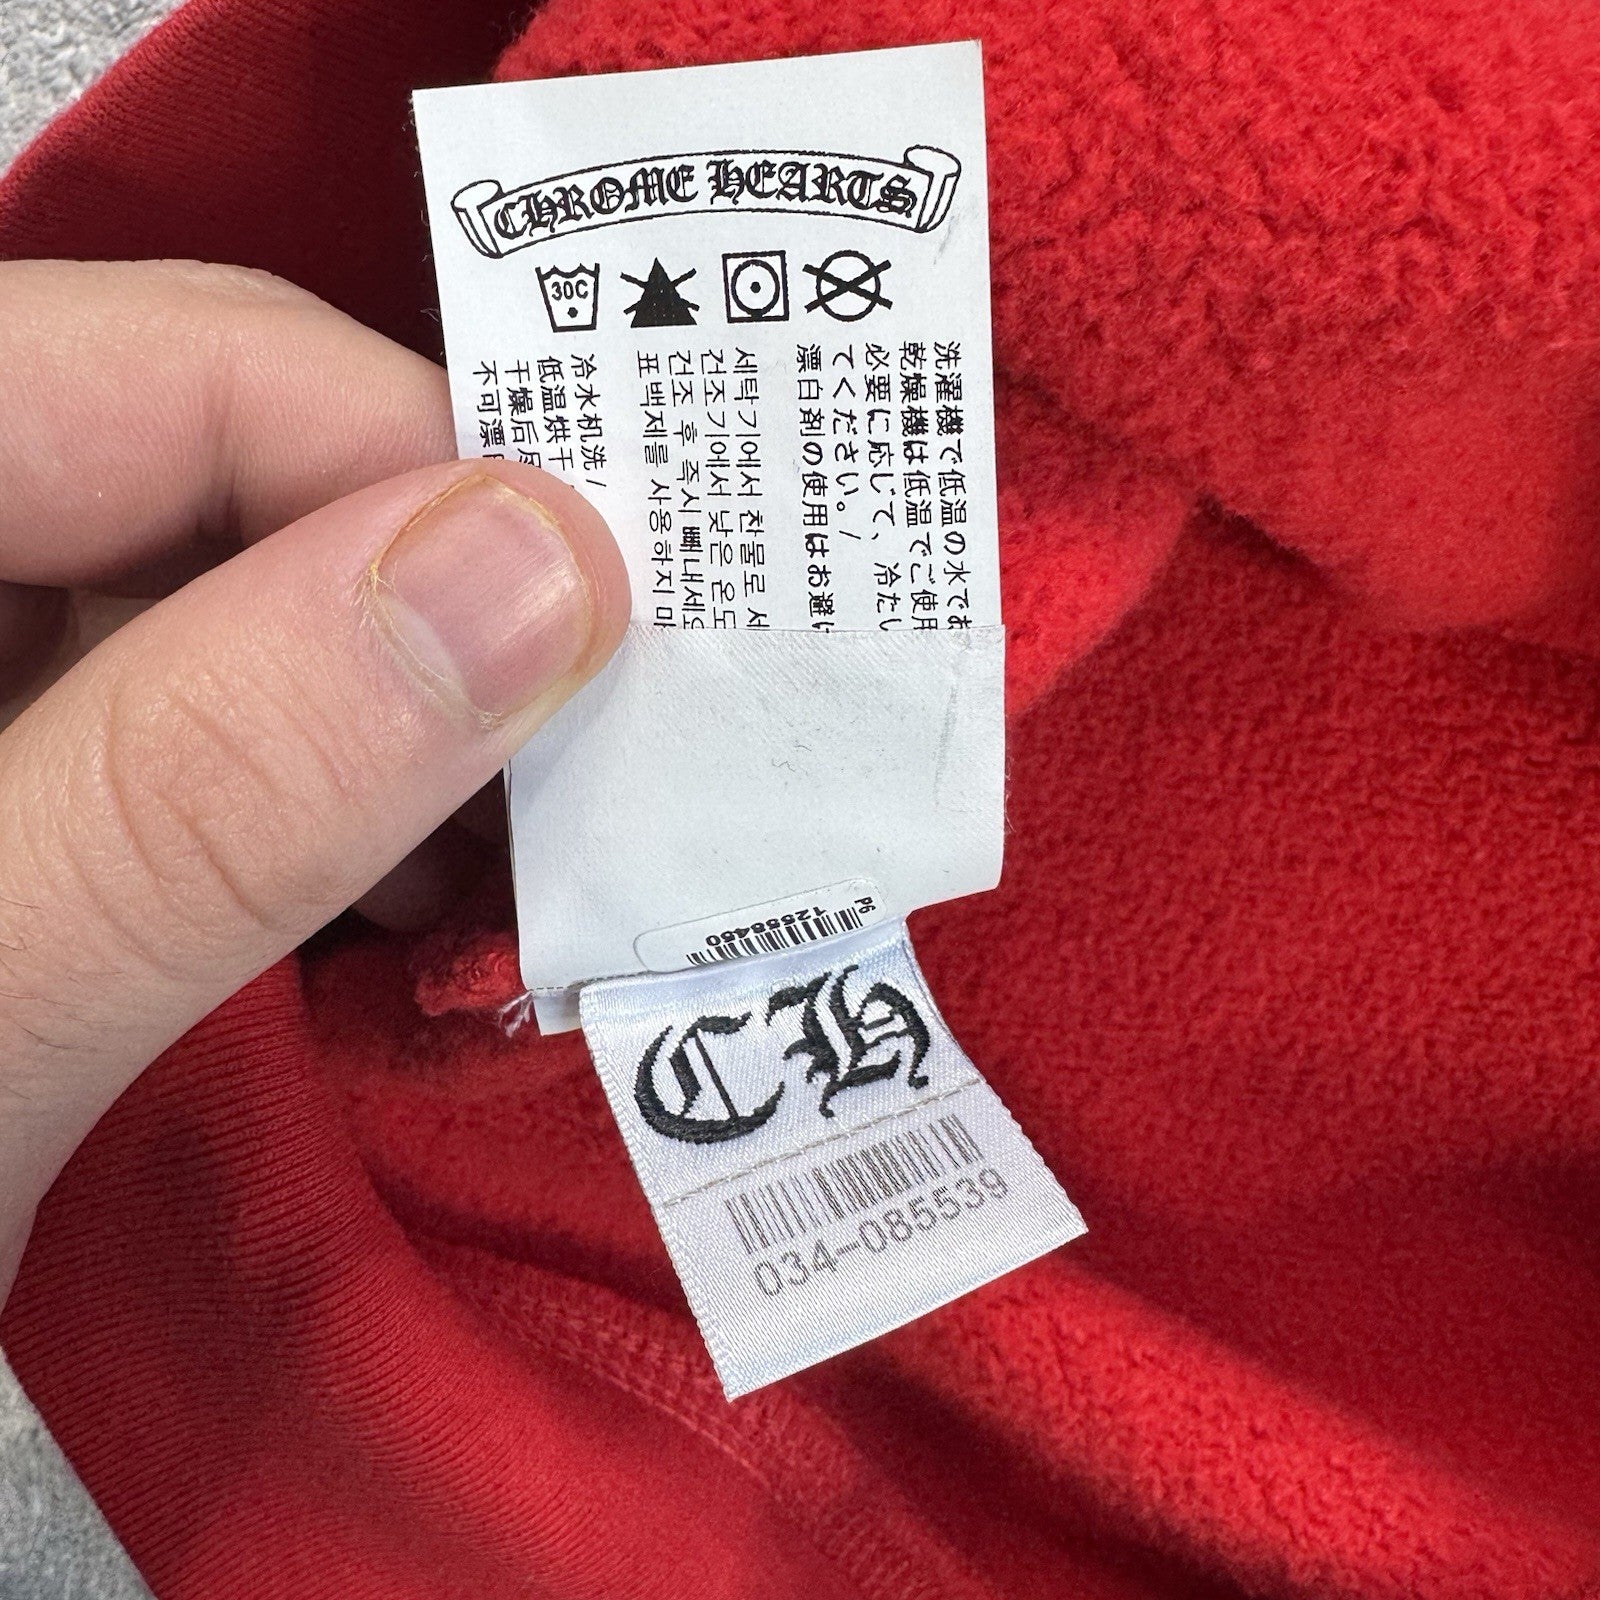 CHROME HEARTS
30C
洗濯機で低温の水でお
乾燥機は低温でご使用
必要に応じて、冷たし
てください。/
漂白剤の使用はお避け
세탁기에서 찬물로 세
건조기에서 낮은 온도
건조 후 즉시 빼내세요
표백제를 사용하지 마
冷水机洗/
低温烘干
干燥后
不可漂
P6
12558450
CH
034-085539